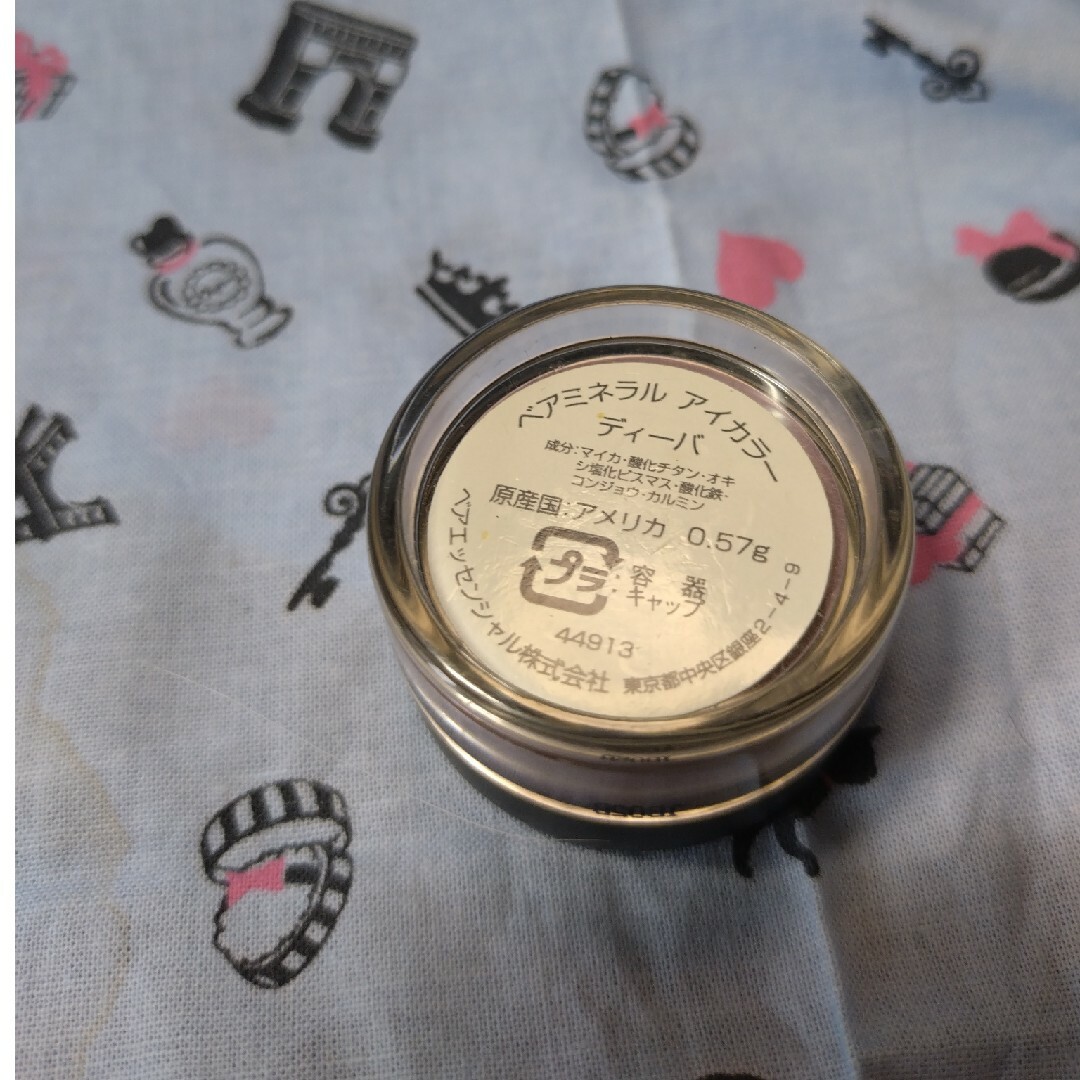 ベアミネラル アイカラー
ディーバ
成分:マイカ・酸化チタン・オキ
シ塩化ビスマス・酸化鉄・
コンジョウ・カルミン
原産国:アメリカ 0.57g
プラ
:容 器
:キャップ
44913
ベアエッセンシャル株式会社 東京都中央区銀座2-4-9